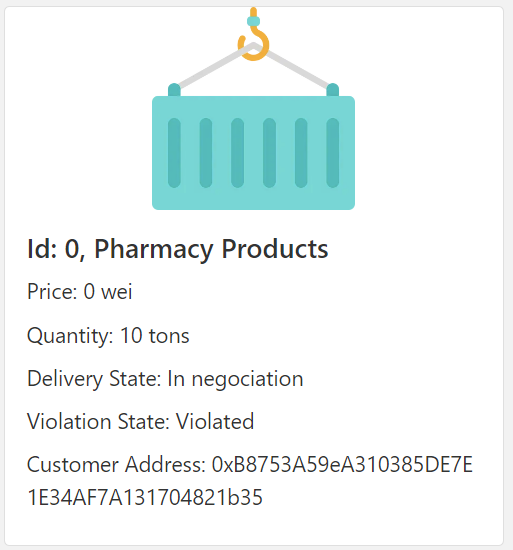 Id: 0, Pharmacy Products
Price: 0 wei
Quantity: 10 tons
Delivery State: In negociation
Violation State: Violated
Customer Address: 0xB8753A59eA310385DE7E
1E34AF7A131704821b35